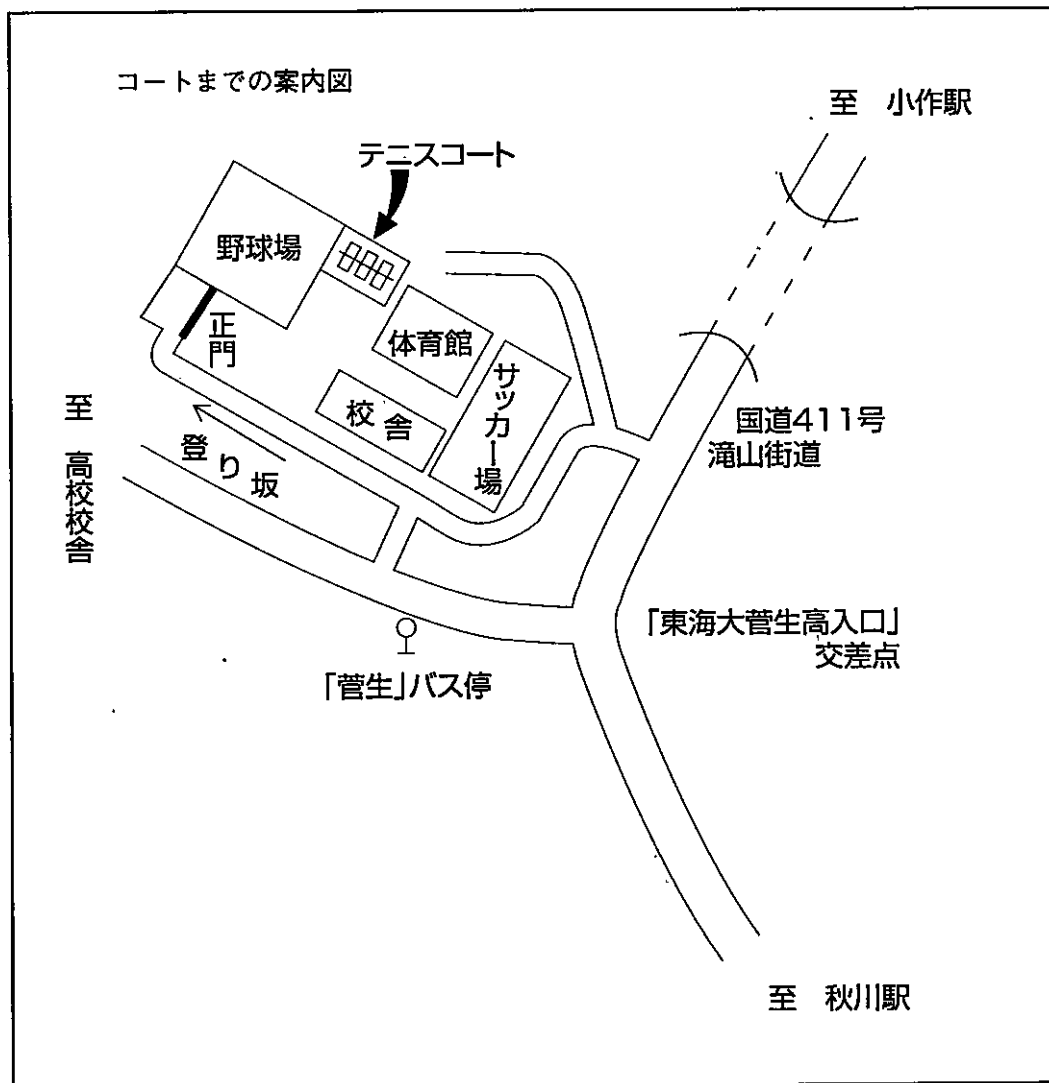 コートまでの案内図
至　小作駅
テニスコート
野球場
正門
体育館
サッカー場
校舎
至　高校校舎
登り坂
国道411号
滝山街道
「東海大菅生高入口」
交差点
「菅生」バス停
至　秋川駅